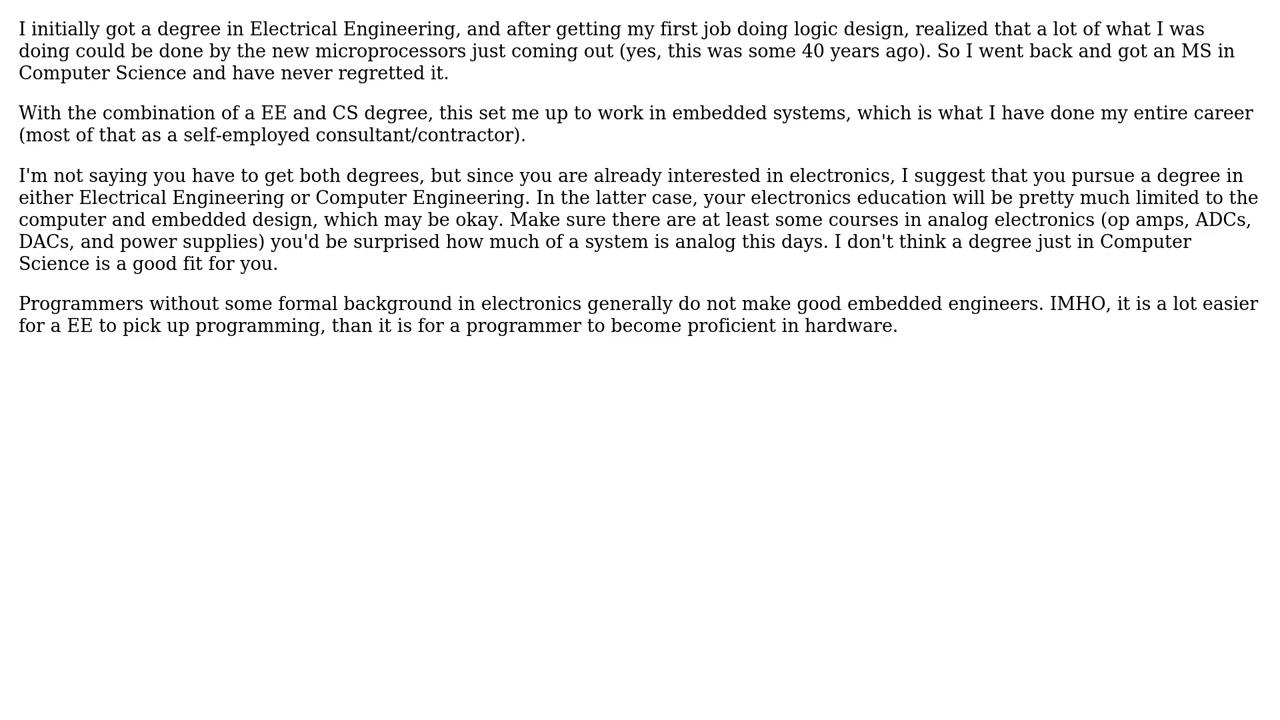 I initially got a degree in Electrical Engineering, and after getting my first job doing logic design, realized that a lot of what I was
doing could be done by the new microprocessors just coming out (yes, this was some 40 years ago). So I went back and got an MS in
Computer Science and have never regretted it.
With the combination of a EE and CS degree, this set me up to work in embedded systems, which is what I have done my entire career
(most of that as a self-employed consultant/contractor).
I'm not saying you have to get both degrees, but since you are already interested in electronics, I suggest that you pursue a degree in
either Electrical Engineering or Computer Engineering. In the latter case, your electronics education will be pretty much limited to the
computer and embedded design, which may be okay. Make sure there are at least some courses in analog electronics (op amps, ADCs,
DACs, and power supplies) you'd be surprised how much of a system is analog this days. I don't think a degree just in Computer
Science is a good fit for you.
Programmers without some formal background in electronics generally do not make good embedded engineers. IMHO, it is a lot easier
for a EE to pick up programming, than it is for a programmer to become proficient in hardware.